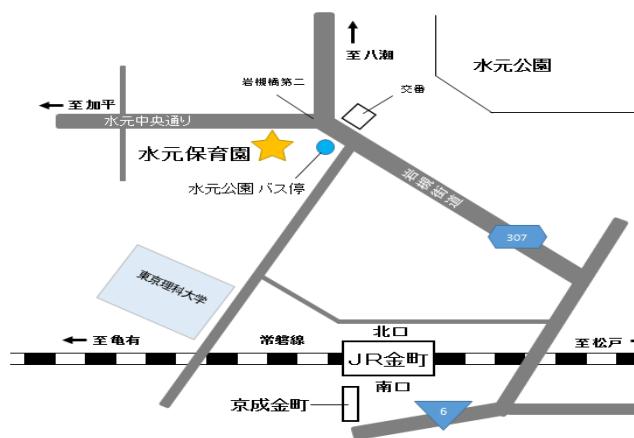 至八潮
水元公園
岩槻橋第二
交番
至加平
水元中央通り
水元保育園
水元公園 バス停
岩槻街道
307
東京理科大学
北口
至亀有
常磐線
JR金町
至松戸
南口
京成金町
6